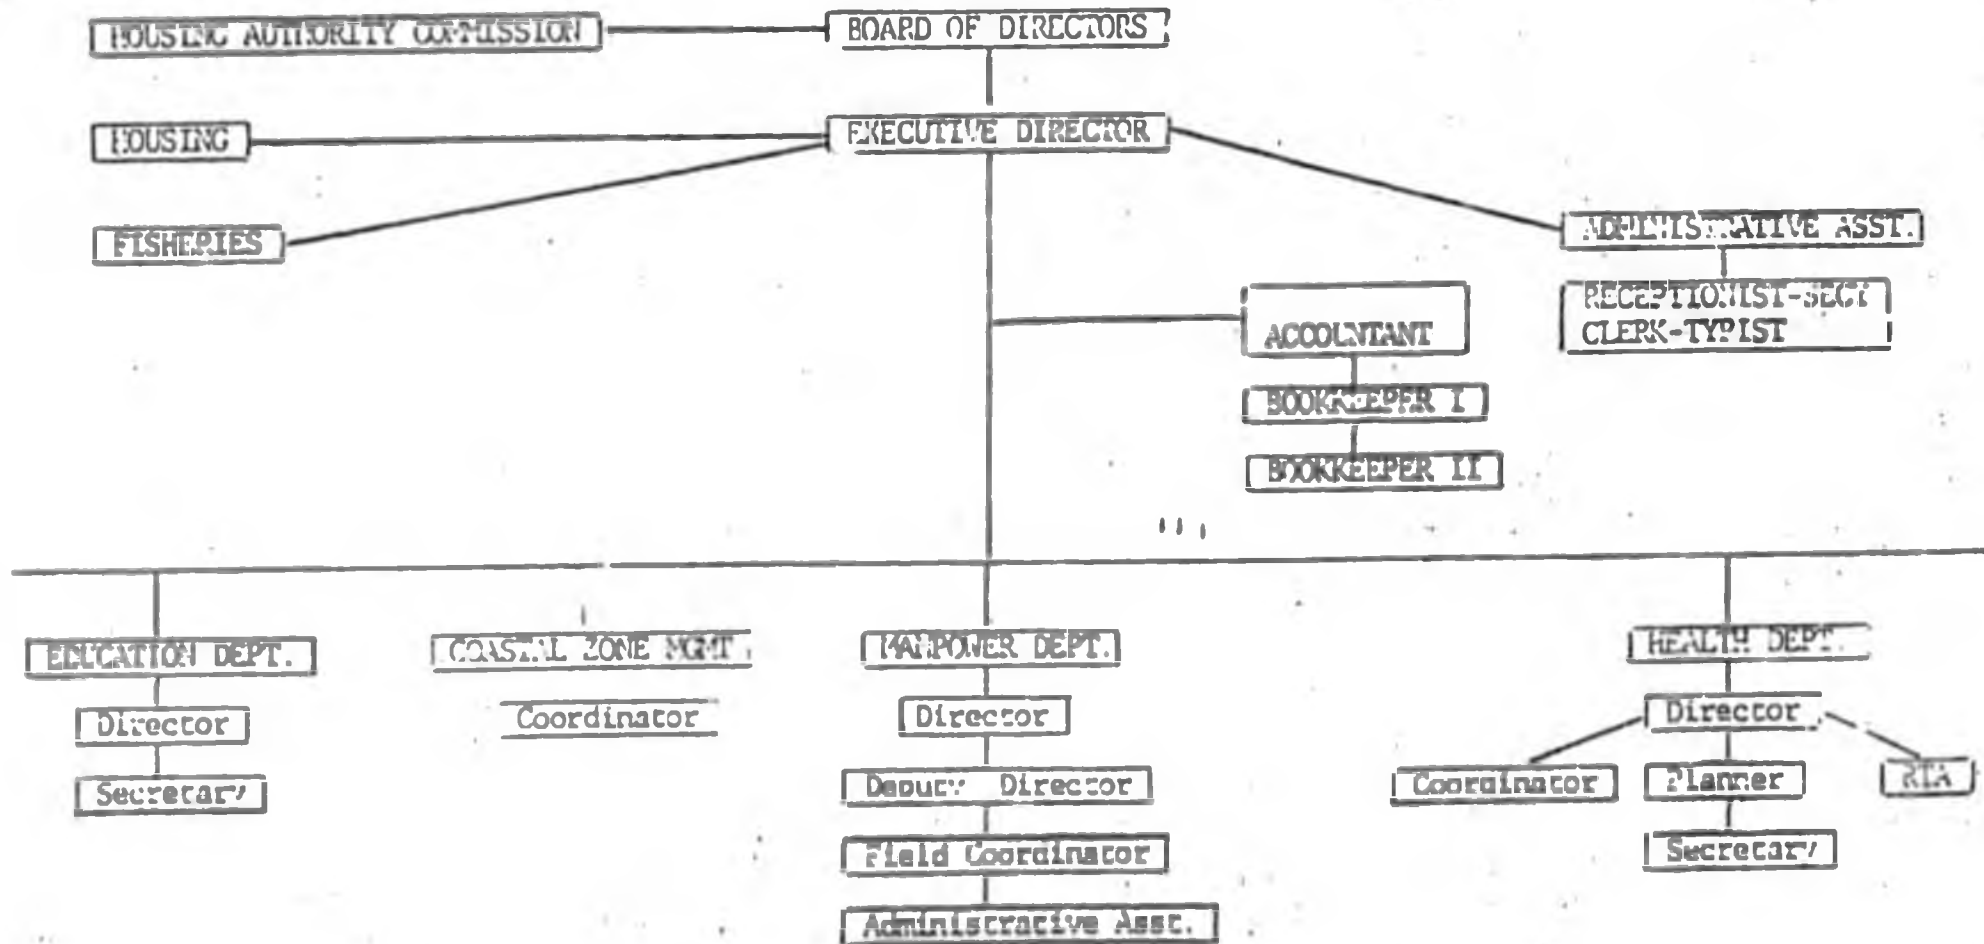 HOUSING AUTHORITY COMMISSION
BOARD OF DIRECTORS
HOUSING
EXECUTIVE DIRECTOR
FISHERIES
ADMINISTRATIVE ASST.
RECEPTIONIST-SECY
CLERK-TYPIST
ACCOUNTANT
BOOKKEEPER I
BOOKKEEPER II
EDUCATION DEPT.
COASTAL ZONE MGMT.
MANPOWER DEPT.
HEALTH DEPT.
Director
Coordinator
Director
Director
Secretary
Deputy Director
Coordinator
Planner
Field Coordinator
Secretary
Administrative Asst.